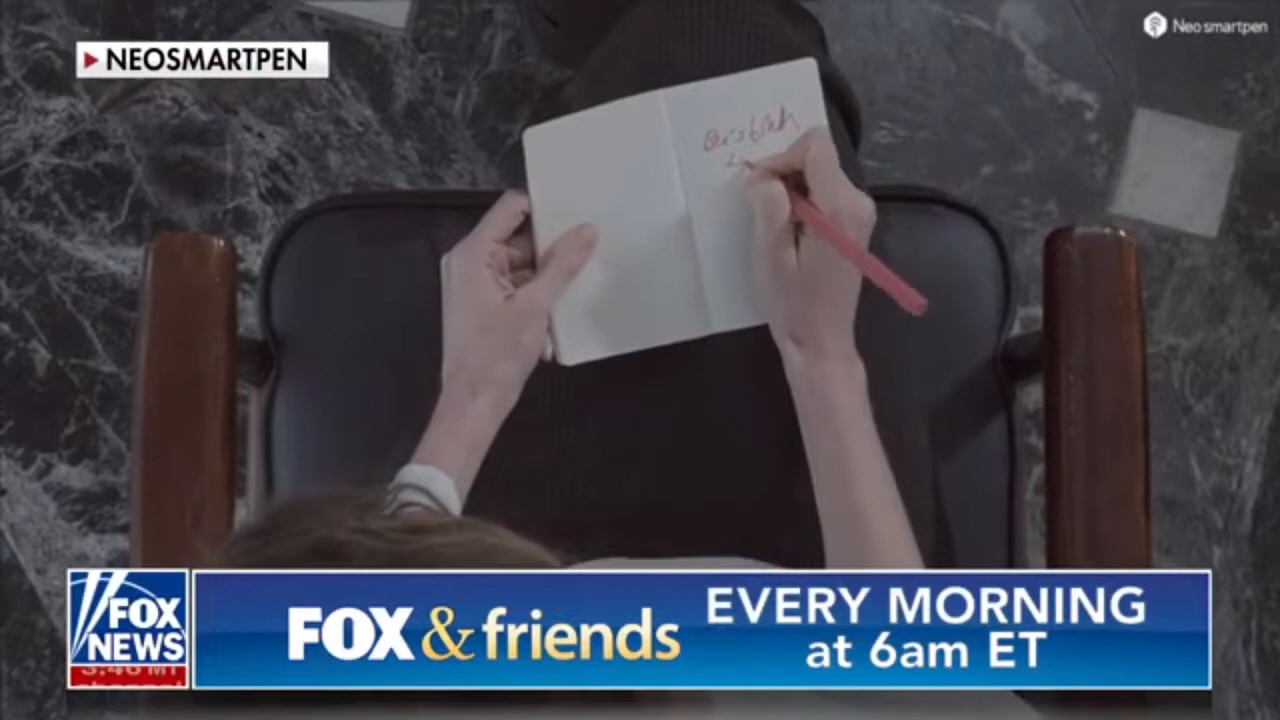 Neo smartpen
NEOSMARTPEN
FOX
NEWS
FOX & friends
EVERY MORNING
at 6am ET